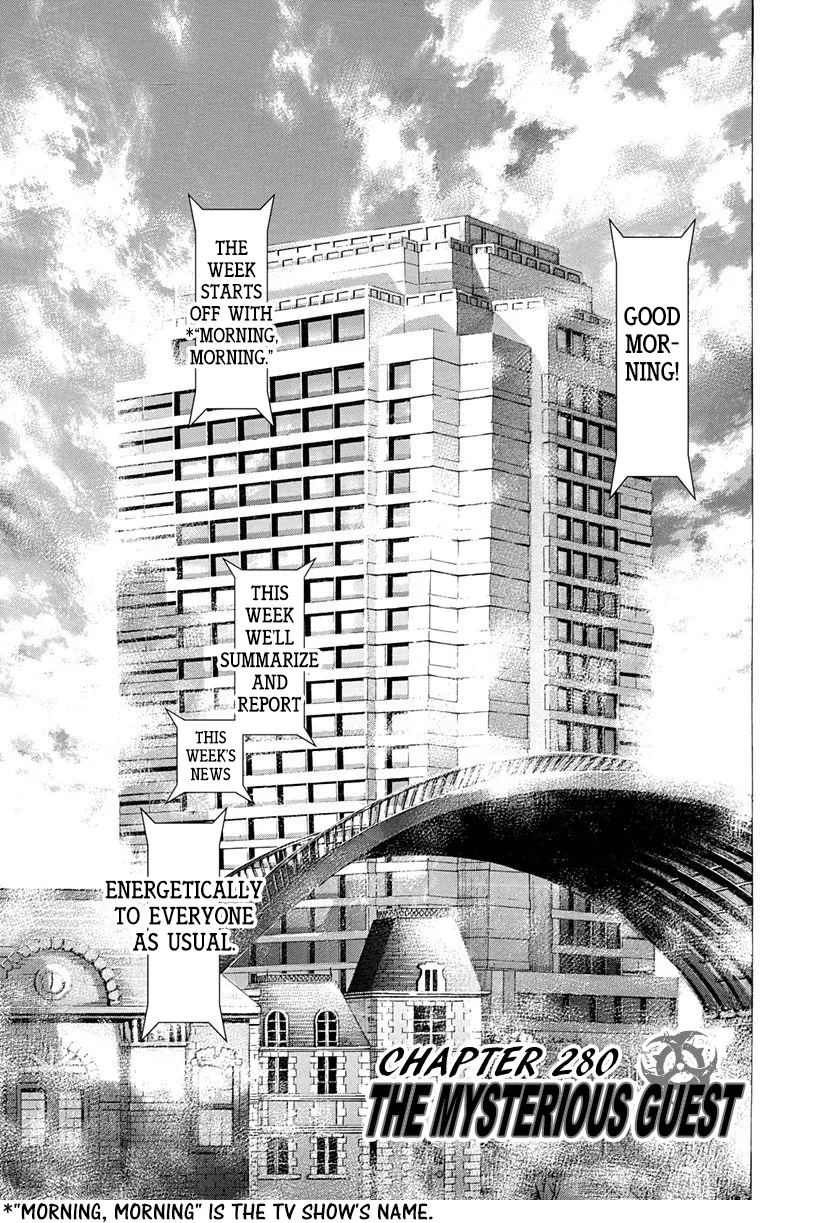 GOOD
MOR-
NING!
THE
WEEK
STARTS
OFF WITH
*"MORNING,
MORNING."
THIS
WEEK
WE'LL
SUMMARIZE
AND
REPORT
THIS
WEEK'S
NEWS
ENERGETICALLY
TO EVERYONE
AS USUAL.
CHAPTER 280
THE MYSTERIOUS GUEST
*"MORNING, MORNING" IS THE TV SHOW'S NAME.